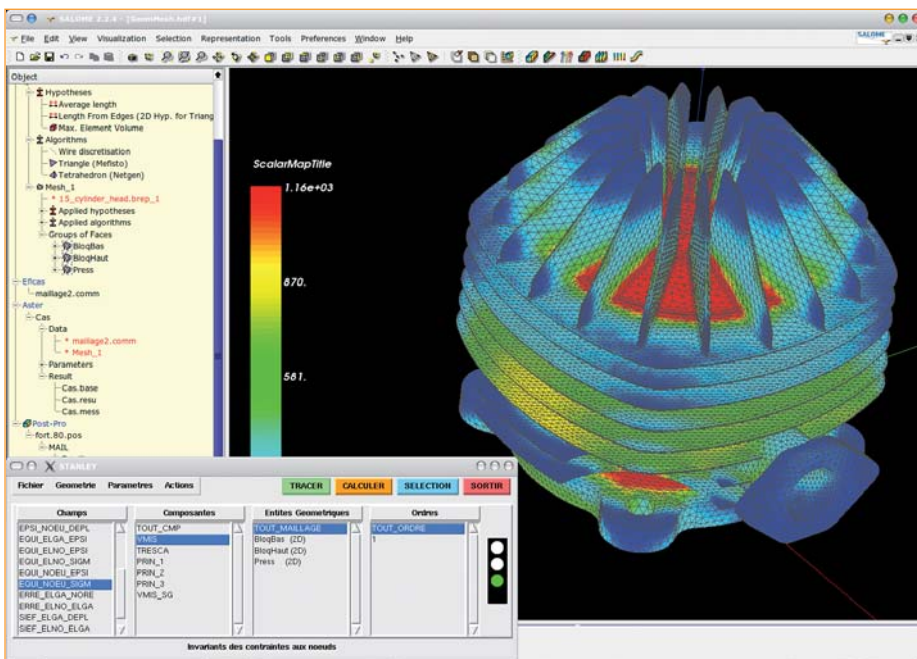 SALOME 2.2.4 - [SavenMesh.hdf#1]
File Edit View Visualization Selection Representation Tools Preferences Window Help
SALOME
Object
Hypotheses
Average length
Length From Edges (2D Hyp. for Triang
Max. Element Volume
Algorithms
Wire discretisation
Triangle (Mefisto)
Tetrahedron (Netgen)
Mesh_1
* 15_cylinder_head.brep_1
Applied hypotheses
Applied algorithms
Groups of Faces
BloqBas
BloqHaut
Press
Eficas
maillage2.comm
Aster
Cas
Data
* maillage2.comm
* Mesh_1
Parameters
Result
Cas.base
Cas.resu
Cas.mess
Post-Pro
fort.80.pos
MAIL
ScalarMapTitle
1.16e+03
870.
581.
STANLEY
Fichier Geometrie Parametres Actions
TRACER CALCULER SELECTION SORTIR
Champs Composantes Entites Geometriques Ordres
EPSI_NOEU_DEPL TOUT_CMP TOUT_MAILLAGE TOUT_ORDRE
EQUI_ELGA_EPSI VMIS BloqBas (2D) 1
EQUI_ELNO_EPSI TRESCA BloqHaut (2D)
EQUI_ELNO_SIGM PRIN_1 Press (2D)
EQUI_NOEU_EPSI PRIN_2
EQUI_NOEU_SIGM PRIN_3
ERRE_ELGA_NORE VMIS_SG
ERRE_ELNO_ELGA
SIEF_ELGA_DEPL
SIEF_ELNO_ELGA
Invariants des contraintes aux noeuds